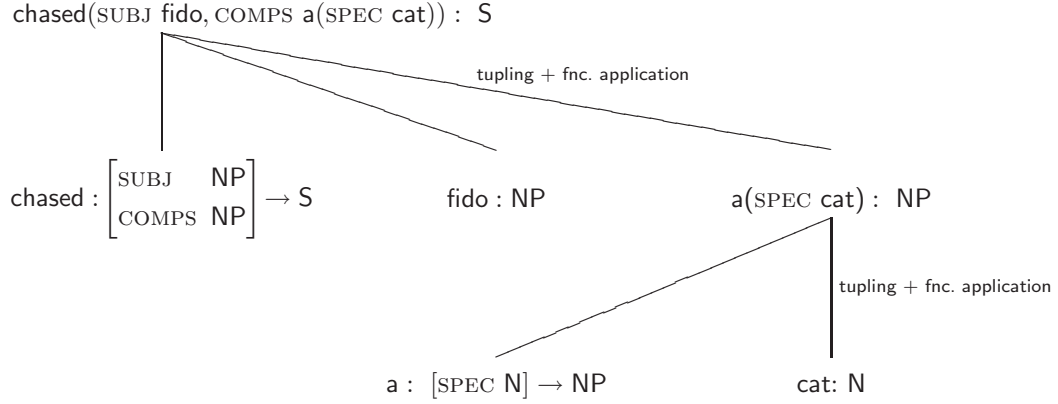 chased(SUBJ fido, COMPS a(SPEC cat)) : S
tupling + fnc. application
chased : [SUBJ NP
COMPS NP] → S
fido : NP
a(SPEC cat) : NP
tupling + fnc. application
a : [SPEC N] → NP
cat: N